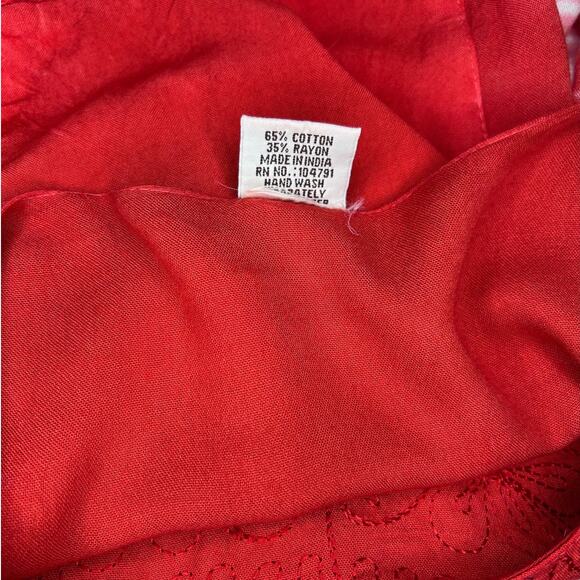 65% COTTON
35% RAYON
MADE IN INDIA
RN NO.: 104791
HAND WASH